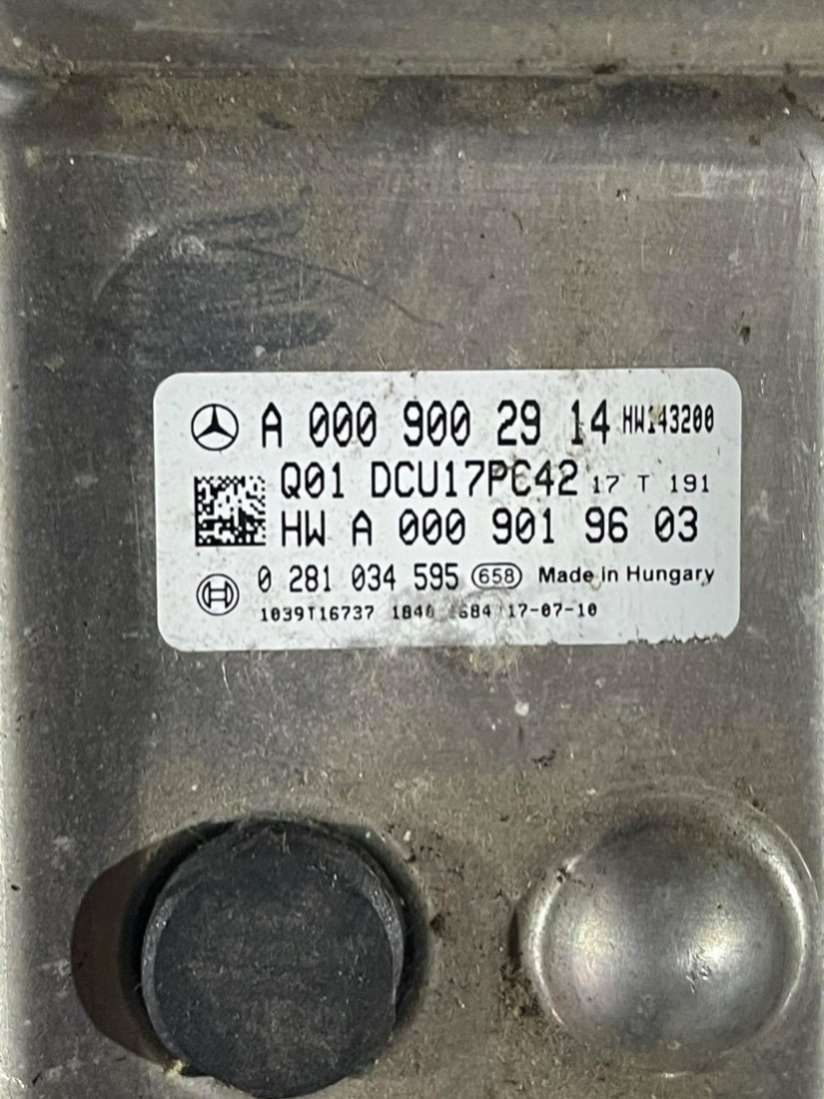 A 000 900 29 14 HW143200
Q01 DCU17PC42 17 T 191
HW A 000 901 96 03
0 281 034 595 658 Made in Hungary
1039T16737 17-07-10